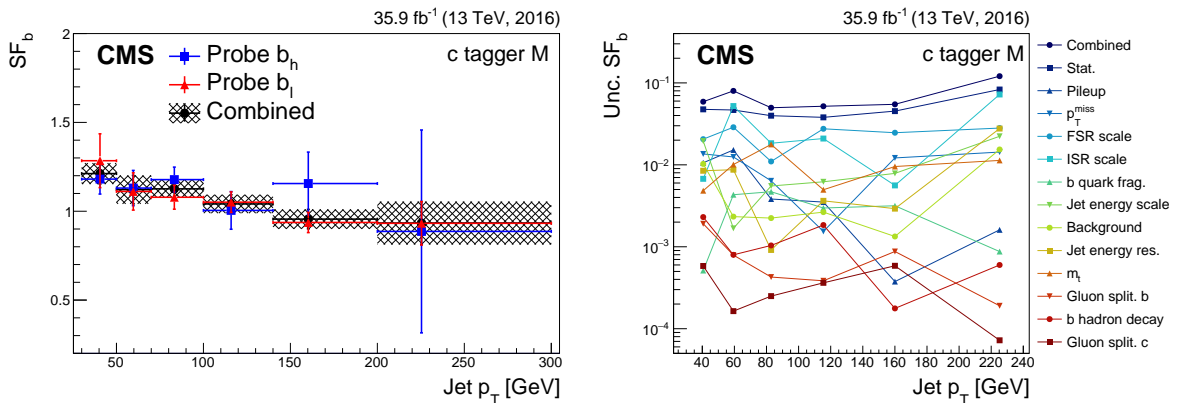 35.9 fb⁻¹ (13 TeV, 2016)
SF_b
2
1.5
1
0.5
CMS
Probe b_h
Probe b_l
Combined
c tagger M
50 100 150 200 250 300
Jet p_T [GeV]
35.9 fb⁻¹ (13 TeV, 2016)
Unc. SF_b
10⁻¹
10⁻²
10⁻³
10⁻⁴
CMS
c tagger M
40 60 80 100 120 140 160 180 200 220 240
Jet p_T [GeV]
Combined
Stat.
Pileup
p_T^miss
FSR scale
ISR scale
b quark frag.
Jet energy scale
Background
Jet energy res.
m_t
Gluon split. b
b hadron decay
Gluon split. c